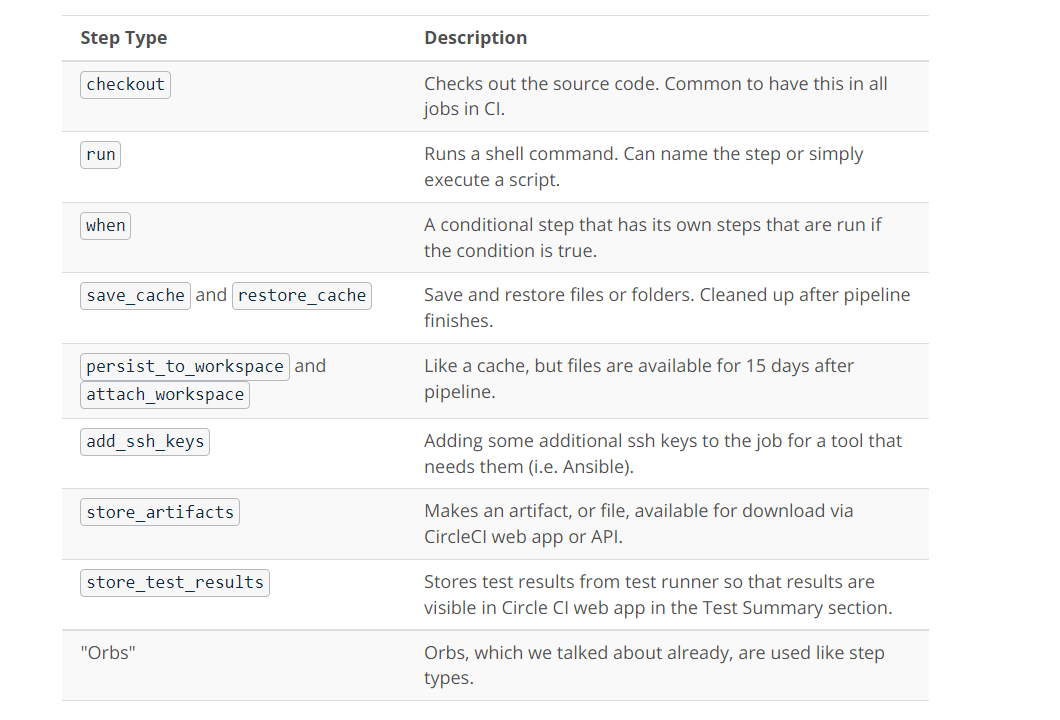 Step Type Description
checkout Checks out the source code. Common to have this in all
jobs in CI.
run Runs a shell command. Can name the step or simply
execute a script.
when A conditional step that has its own steps that are run if
the condition is true.
save_cache and restore_cache Save and restore files or folders. Cleaned up after pipeline
finishes.
persist_to_workspace and Like a cache, but files are available for 15 days after
attach_workspace pipeline.
add_ssh_keys Adding some additional ssh keys to the job for a tool that
needs them (i.e. Ansible).
store_artifacts Makes an artifact, or file, available for download via
CircleCI web app or API.
store_test_results Stores test results from test runner so that results are
visible in Circle CI web app in the Test Summary section.
"Orbs" Orbs, which we talked about already, are used like step
types.